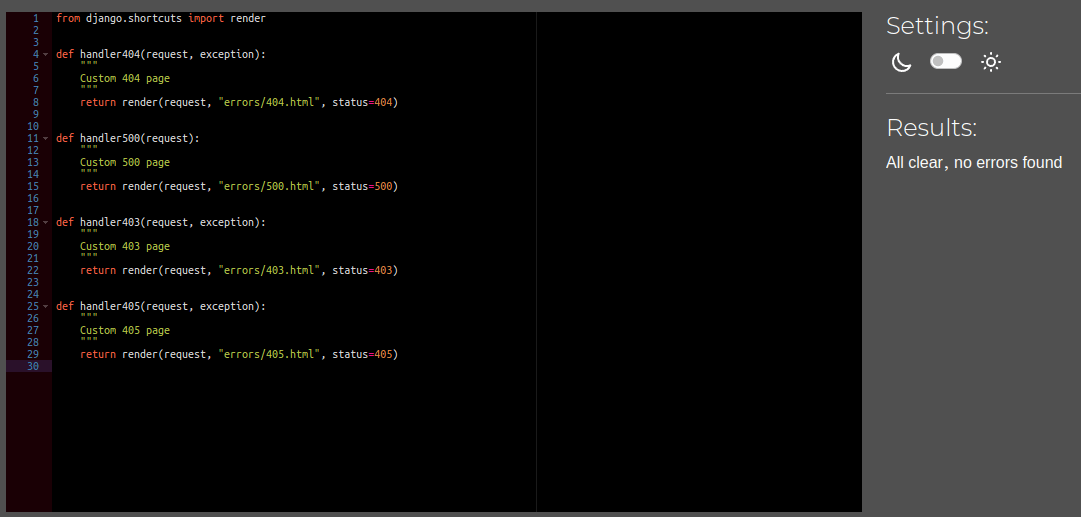 1 from django.shortcuts import render
2
3
4 def handler404(request, exception):
5     """
6     Custom 404 page
7     """
8     return render(request, "errors/404.html", status=404)
9
10
11 def handler500(request):
12     """
13     Custom 500 page
14     """
15     return render(request, "errors/500.html", status=500)
16
17
18 def handler403(request, exception):
19     """
20     Custom 403 page
21     """
22     return render(request, "errors/403.html", status=403)
23
24
25 def handler405(request, exception):
26     """
27     Custom 405 page
28     """
29     return render(request, "errors/405.html", status=405)
30
Settings:
Results:
All clear, no errors found